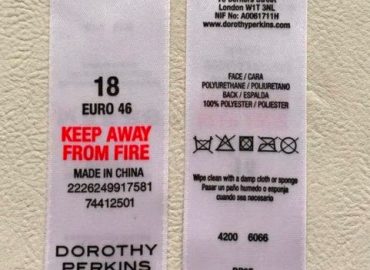 18
EURO 46
KEEP AWAY
FROM FIRE
MADE IN CHINA
2226249917581
74412501
DOROTHY
PERKINS
London W1T 3NL
NIF No: A0061711H
www.dorothyperkins.com
FACE / CARA
POLYURETHANE / POLIURETANO
BACK / ESPALDA
100% POLYESTER / POLIESTER
Wipe clean with a damp cloth or sponge
Pasar un paño humedo o esponja
cuando sea necesaria
4200 6066